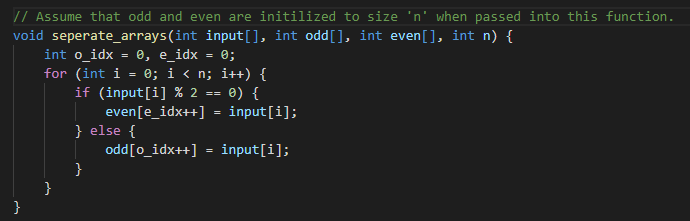 // Assume that odd and even are initilized to size 'n' when passed into this function.
void seperate_arrays(int input[], int odd[], int even[], int n) {
    int o_idx = 0, e_idx = 0;
    for (int i = 0; i < n; i++) {
        if (input[i] % 2 == 0) {
            even[e_idx++] = input[i];
        } else {
            odd[o_idx++] = input[i];
        }
    }
}